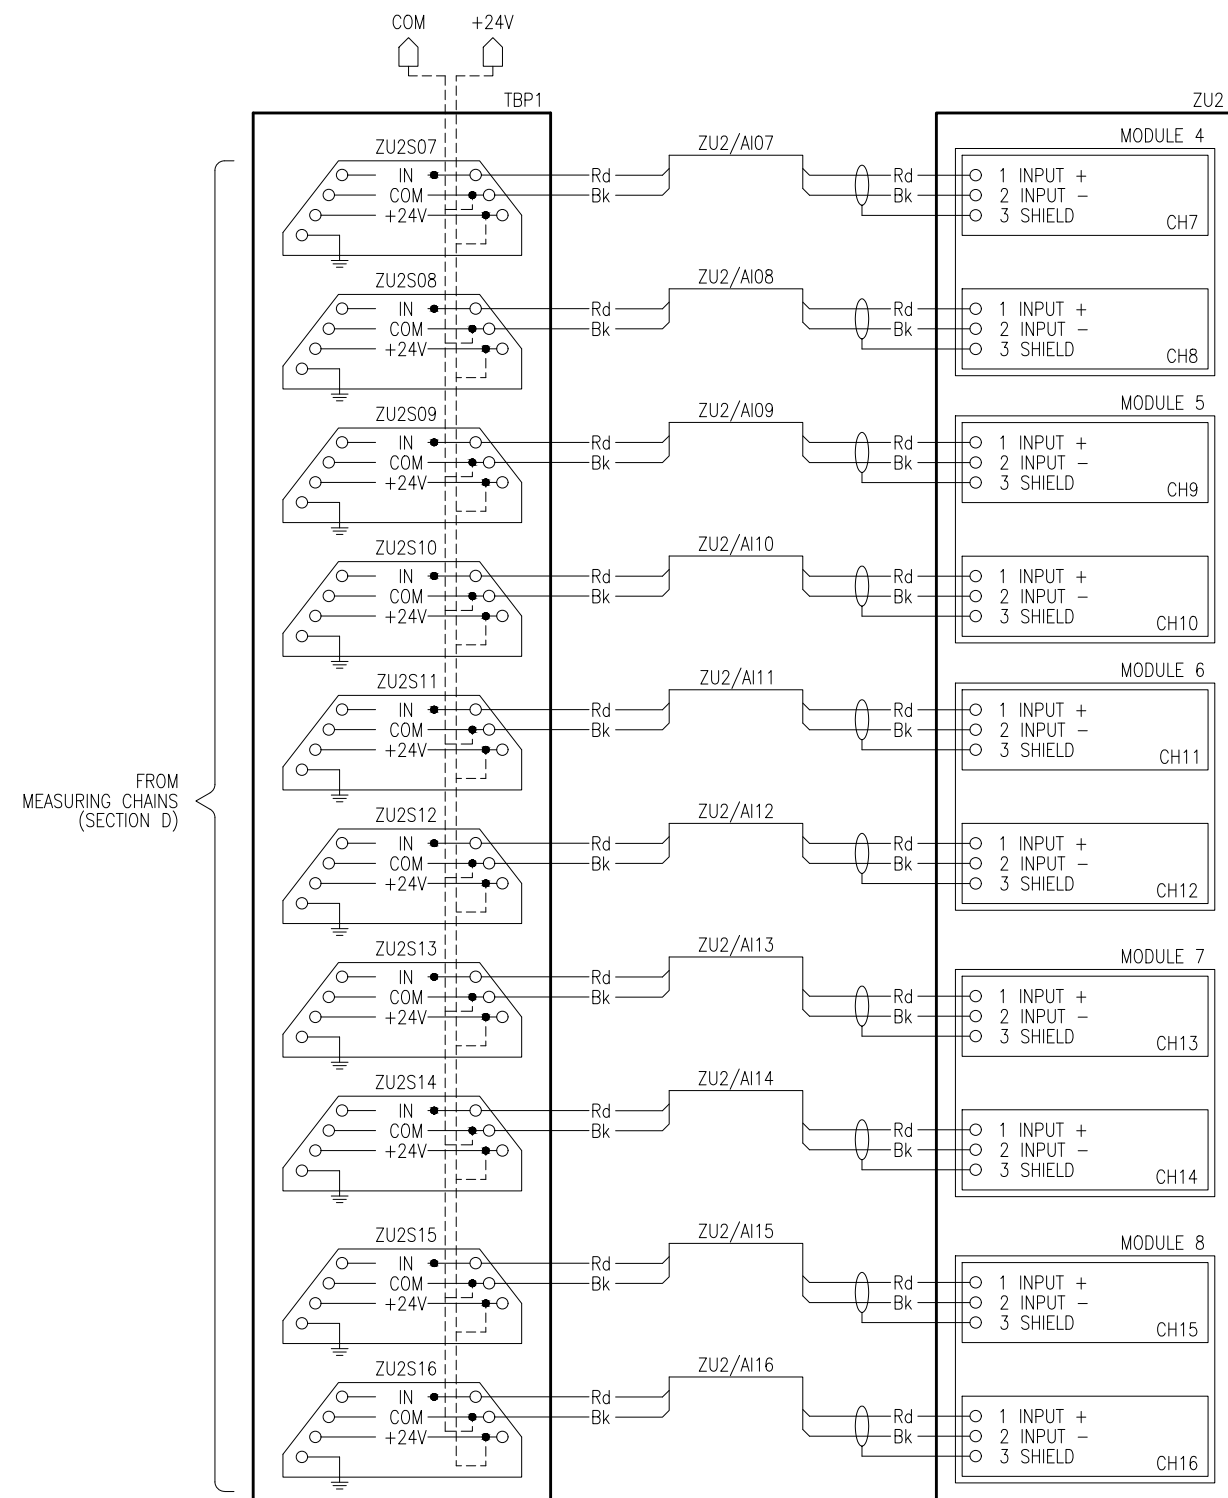 COM +24V
TBP1
ZU2
ZU2S07
IN
COM
+24V
Rd
Bk
ZU2/AI07
Rd
Bk
MODULE 4
1 INPUT +
2 INPUT -
3 SHIELD
CH7
ZU2S08
IN
COM
+24V
Rd
Bk
ZU2/AI08
Rd
Bk
1 INPUT +
2 INPUT -
3 SHIELD
CH8
ZU2S09
IN
COM
+24V
Rd
Bk
ZU2/AI09
Rd
Bk
MODULE 5
1 INPUT +
2 INPUT -
3 SHIELD
CH9
ZU2S10
IN
COM
+24V
Rd
Bk
ZU2/AI10
Rd
Bk
1 INPUT +
2 INPUT -
3 SHIELD
CH10
ZU2S11
IN
COM
+24V
Rd
Bk
ZU2/AI11
Rd
Bk
MODULE 6
1 INPUT +
2 INPUT -
3 SHIELD
CH11
FROM
MEASURING CHAINS
(SECTION D)
ZU2S12
IN
COM
+24V
Rd
Bk
ZU2/AI12
Rd
Bk
1 INPUT +
2 INPUT -
3 SHIELD
CH12
ZU2S13
IN
COM
+24V
Rd
Bk
ZU2/AI13
Rd
Bk
MODULE 7
1 INPUT +
2 INPUT -
3 SHIELD
CH13
ZU2S14
IN
COM
+24V
Rd
Bk
ZU2/AI14
Rd
Bk
1 INPUT +
2 INPUT -
3 SHIELD
CH14
ZU2S15
IN
COM
+24V
Rd
Bk
ZU2/AI15
Rd
Bk
MODULE 8
1 INPUT +
2 INPUT -
3 SHIELD
CH15
ZU2S16
IN
COM
+24V
Rd
Bk
ZU2/AI16
Rd
Bk
1 INPUT +
2 INPUT -
3 SHIELD
CH16